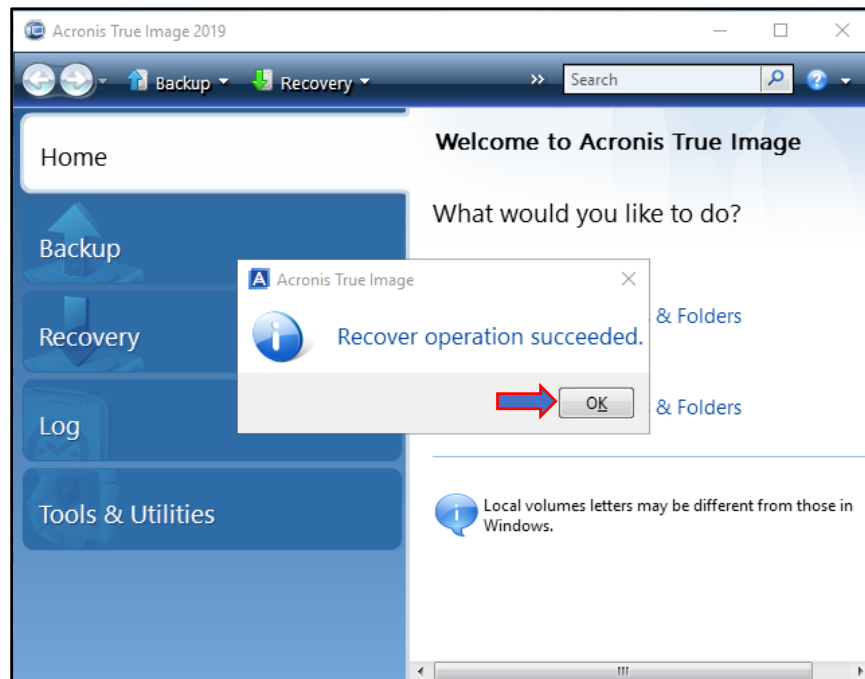 Acronis True Image 2019
Backup
Recovery
»
Search
?
Home
Welcome to Acronis True Image
What would you like to do?
Backup
Acronis True Image
Recovery
Recover operation succeeded.
& Folders
OK
& Folders
Log
Tools & Utilities
Local volumes letters may be different from those in
Windows.